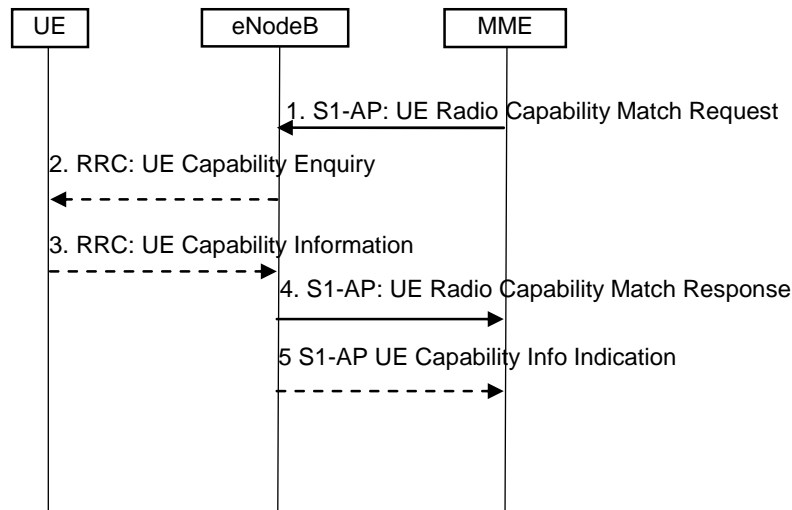 UE
eNodeB
MME
1. S1-AP: UE Radio Capability Match Request
2. RRC: UE Capability Enquiry
3. RRC: UE Capability Information
4. S1-AP: UE Radio Capability Match Response
5 S1-AP UE Capability Info Indication